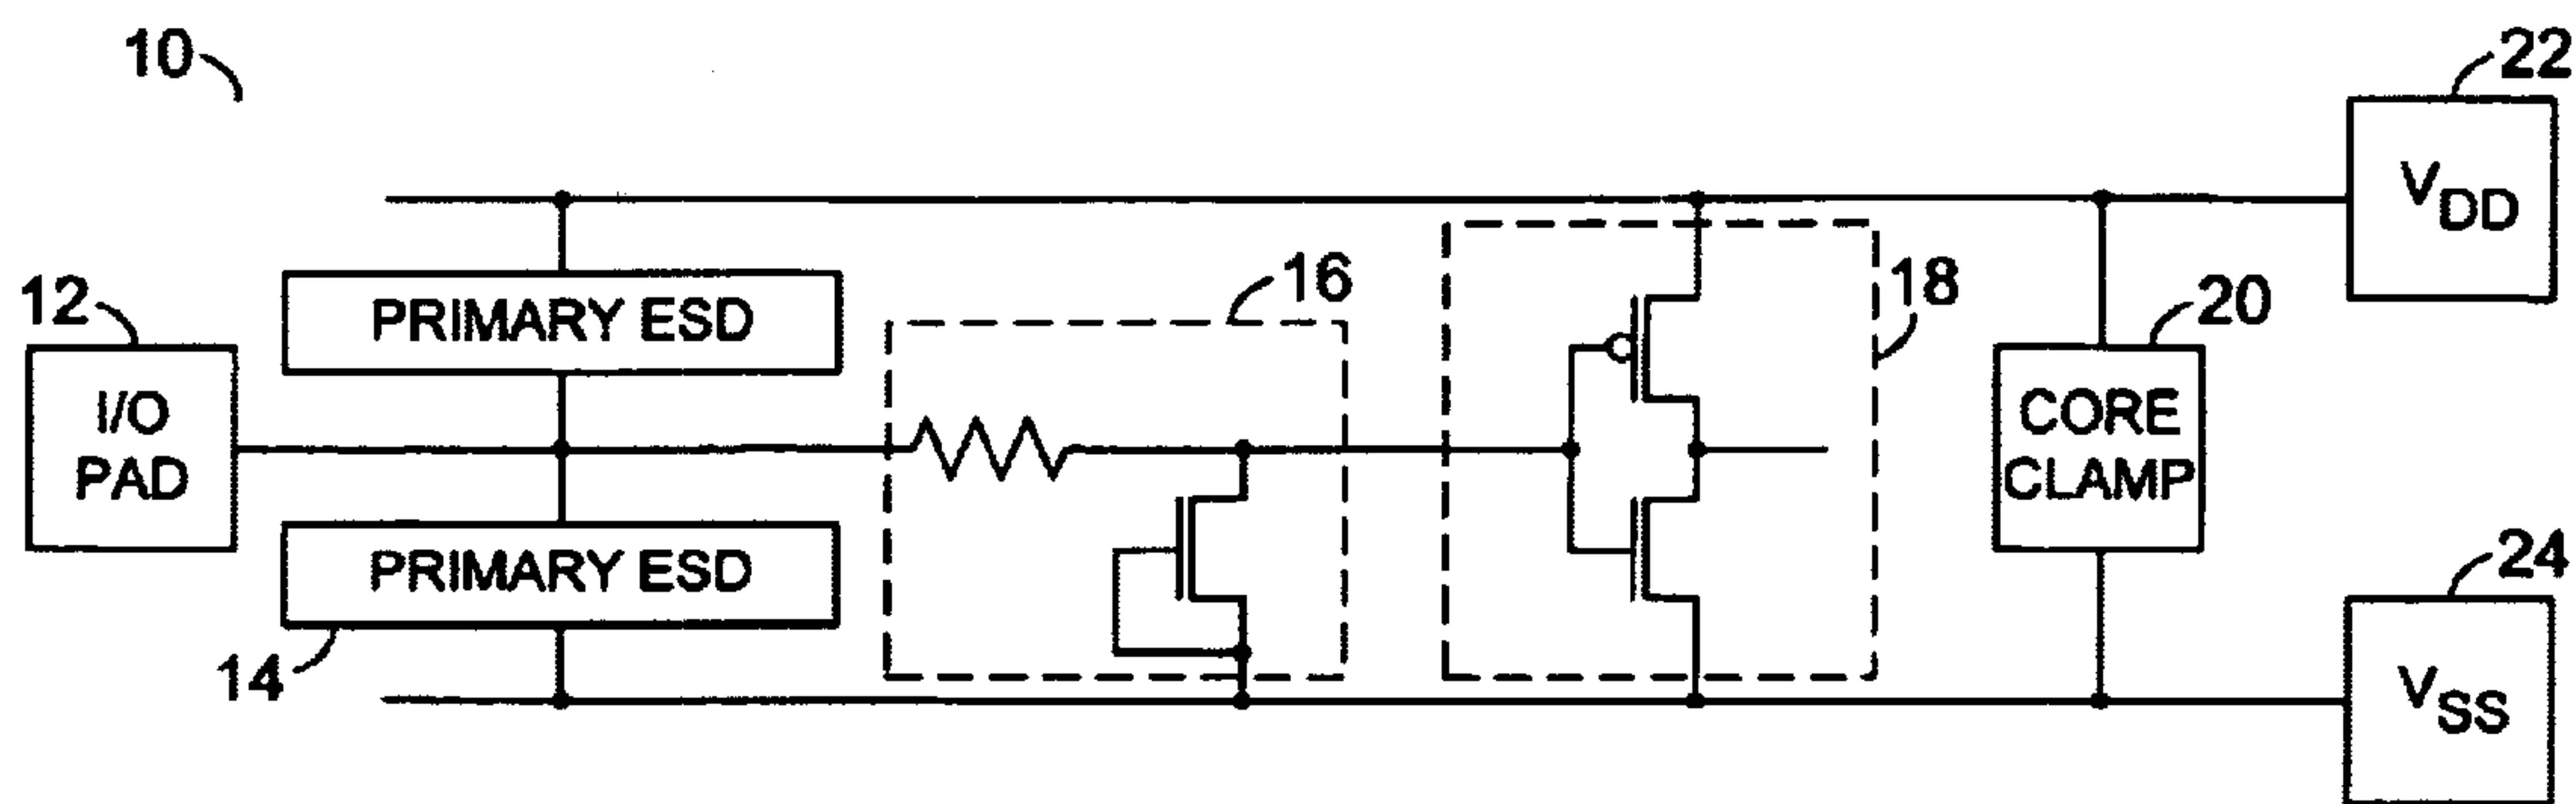 10
22
VDD
12
PRIMARY ESD
16
18
20
I/O
PAD
CORE
CLAMP
PRIMARY ESD
14
24
VSS